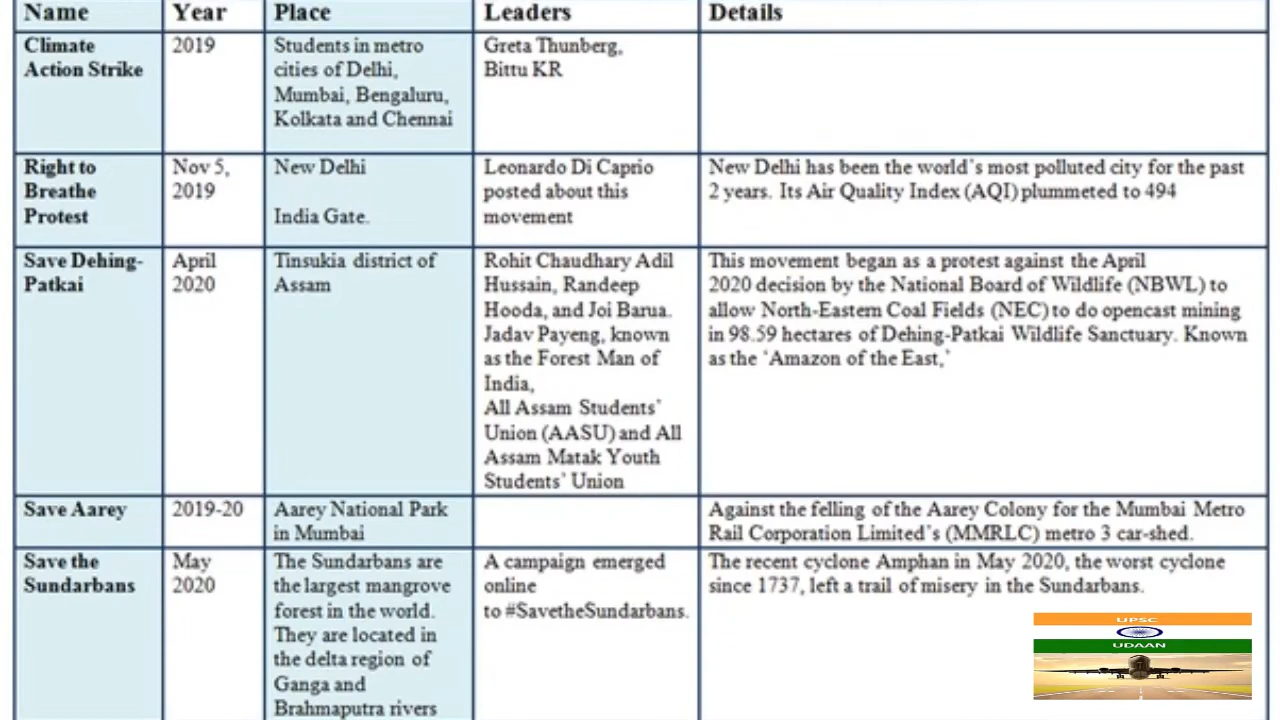 Name Year Place Leaders Details
Climate
Action Strike
2019
Students in metro
cities of Delhi,
Mumbai, Bengaluru,
Kolkata and Chennai
Greta Thunberg,
Bittu KR
Right to
Breathe
Protest
Nov 5,
2019
New Delhi
India Gate.
Leonardo Di Caprio
posted about this
movement
New Delhi has been the world's most polluted city for the past
2 years. Its Air Quality Index (AQI) plummeted to 494
Save Dehing-
Patkai
April
2020
Tinsukia district of
Assam
Rohit Chaudhary Adil
Hussain, Randeep
Hooda, and Joi Barua.
Jadav Payeng, known
as the Forest Man of
India,
All Assam Students'
Union (AASU) and All
Assam Matak Youth
Students' Union
This movement began as a protest against the April
2020 decision by the National Board of Wildlife (NBWL) to
allow North-Eastern Coal Fields (NEC) to do opencast mining
in 98.59 hectares of Dehing-Patkai Wildlife Sanctuary. Known
as the 'Amazon of the East,'
Save Aarey
2019-20
Aarey National Park
in Mumbai
Against the felling of the Aarey Colony for the Mumbai Metro
Rail Corporation Limited's (MMRLC) metro 3 car-shed.
Save the
Sundarbans
May
2020
The Sundarbans are
the largest mangrove
forest in the world.
They are located in
the delta region of
Ganga and
Brahmaputra rivers
A campaign emerged
online
to #SavetheSundarbans.
The recent cyclone Amphan in May 2020, the worst cyclone
since 1737, left a trail of misery in the Sundarbans.
UPSC
UDAAN